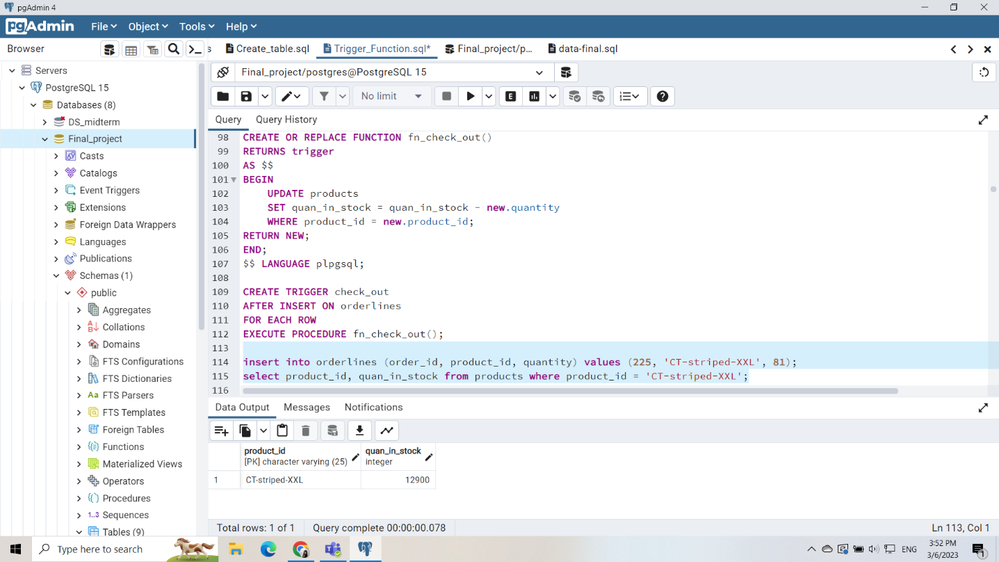 pgAdmin 4
pgAdmin File Object Tools Help
Browser
s Create_table.sql Trigger_Function.sql* Final_project/p... data-final.sql
Final_project/postgres@PostgreSQL 15
No limit
E
Query Query History
98 CREATE OR REPLACE FUNCTION fn_check_out()
99 RETURNS trigger
100 AS $$
101 BEGIN
102 UPDATE products
103 SET quan_in_stock = quan_in_stock - new.quantity
104 WHERE product_id = new.product_id;
105 RETURN NEW;
106 END;
107 $$ LANGUAGE plpgsql;
108
109 CREATE TRIGGER check_out
110 AFTER INSERT ON orderlines
111 FOR EACH ROW
112 EXECUTE PROCEDURE fn_check_out();
113
114 insert into orderlines (order_id, product_id, quantity) values (225, 'CT-striped-XXL', 81);
115 select product_id, quan_in_stock from products where product_id = 'CT-striped-XXL';
116
Servers
PostgreSQL 15
Databases (8)
DS_midterm
Final_project
Casts
Catalogs
Event Triggers
Extensions
Foreign Data Wrappers
Languages
Publications
Schemas (1)
public
Aggregates
Collations
Domains
FTS Configurations
FTS Dictionaries
Aa FTS Parsers
FTS Templates
Foreign Tables
Functions
Materialized Views
Operators
Procedures
1..3 Sequences
Tables (9)
Data Output Messages Notifications
product_id quan_in_stock
[PK] character varying (25) integer
1 CT-striped-XXL 12900
Total rows: 1 of 1 Query complete 00:00:00.078 Ln 113, Col 1
Type here to search
ENG
3:52 PM
3/6/2023
1